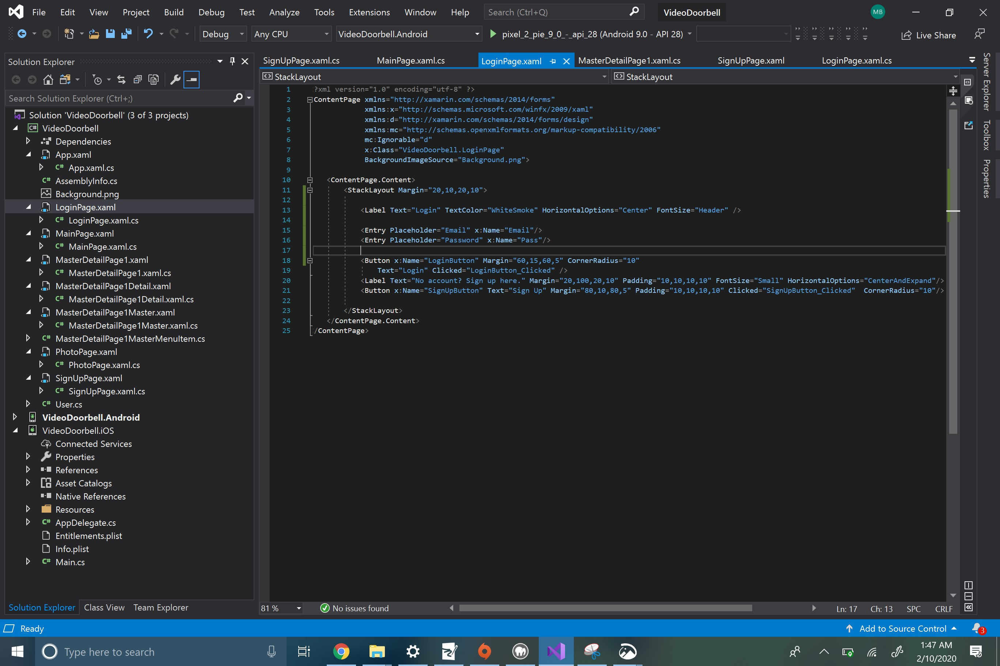 File Edit View Project Build Debug Test Analyze Tools Extensions Window Help Search (Ctrl+Q) VideoDoorbell MB
Debug Any CPU VideoDoorbell.Android pixel_2_pie_9_0_-_api_28 (Android 9.0 - API 28) Live Share
Solution Explorer
Search Solution Explorer (Ctrl+;)
Solution 'VideoDoorbell' (3 of 3 projects)
VideoDoorbell
Dependencies
App.xaml
C# App.xaml.cs
C# AssemblyInfo.cs
Background.png
LoginPage.xaml
C# LoginPage.xaml.cs
MainPage.xaml
C# MainPage.xaml.cs
MasterDetailPage1.xaml
C# MasterDetailPage1.xaml.cs
MasterDetailPage1Detail.xaml
C# MasterDetailPage1Detail.xaml.cs
MasterDetailPage1Master.xaml
C# MasterDetailPage1Master.xaml.cs
C# MasterDetailPage1MasterMenuItem.cs
PhotoPage.xaml
C# PhotoPage.xaml.cs
SignUpPage.xaml
C# SignUpPage.xaml.cs
C# User.cs
VideoDoorbell.Android
VideoDoorbell.iOS
Connected Services
Properties
References
Asset Catalogs
Native References
Resources
C# AppDelegate.cs
Entitlements.plist
Info.plist
C# Main.cs
Solution Explorer Class View Team Explorer
SignUpPage.xaml.cs MainPage.xaml.cs LoginPage.xaml MasterDetailPage1.xaml.cs SignUpPage.xaml LoginPage.xaml.cs
StackLayout StackLayout
1 ?xml version="1.0" encoding="utf-8" ?>
2 ContentPage xmlns="http://xamarin.com/schemas/2014/forms"
3 xmlns:x="http://schemas.microsoft.com/winfx/2009/xaml"
4 xmlns:d="http://xamarin.com/schemas/2014/forms/design"
5 xmlns:mc="http://schemas.openxmlformats.org/markup-compatibility/2006"
6 mc:Ignorable="d"
7 x:Class="VideoDoorbell.LoginPage"
8 BackgroundImageSource="Background.png">
9
10 <ContentPage.Content>
11 <StackLayout Margin="20,10,20,10">
12
13 <Label Text="Login" TextColor="WhiteSmoke" HorizontalOptions="Center" FontSize="Header" />
14
15 <Entry Placeholder="Email" x:Name="Email"/>
16 <Entry Placeholder="Password" x:Name="Pass"/>
17
18 <Button x:Name="LoginButton" Margin="60,15,60,5" CornerRadius="10"
19 Text="Login" Clicked="LoginButton_Clicked" />
20 <Label Text="No account? Sign up here." Margin="20,100,20,10" Padding="10,10,10,10" FontSize="Small" HorizontalOptions="CenterAndExpand"/>
21 <Button x:Name="SignUpButton" Text="Sign Up" Margin="80,10,80,5" Padding="10,10,10,10" Clicked="SignUpButton_Clicked"  CornerRadius="10"/>
22
23 </StackLayout>
24 </ContentPage.Content>
25 /ContentPage>
81 % No issues found Ln: 17 Ch: 13 SPC CRLF
Server Explorer
Toolbox
Properties
Ready Add to Source Control 3
Type here to search 1:47 AM
2/10/2020